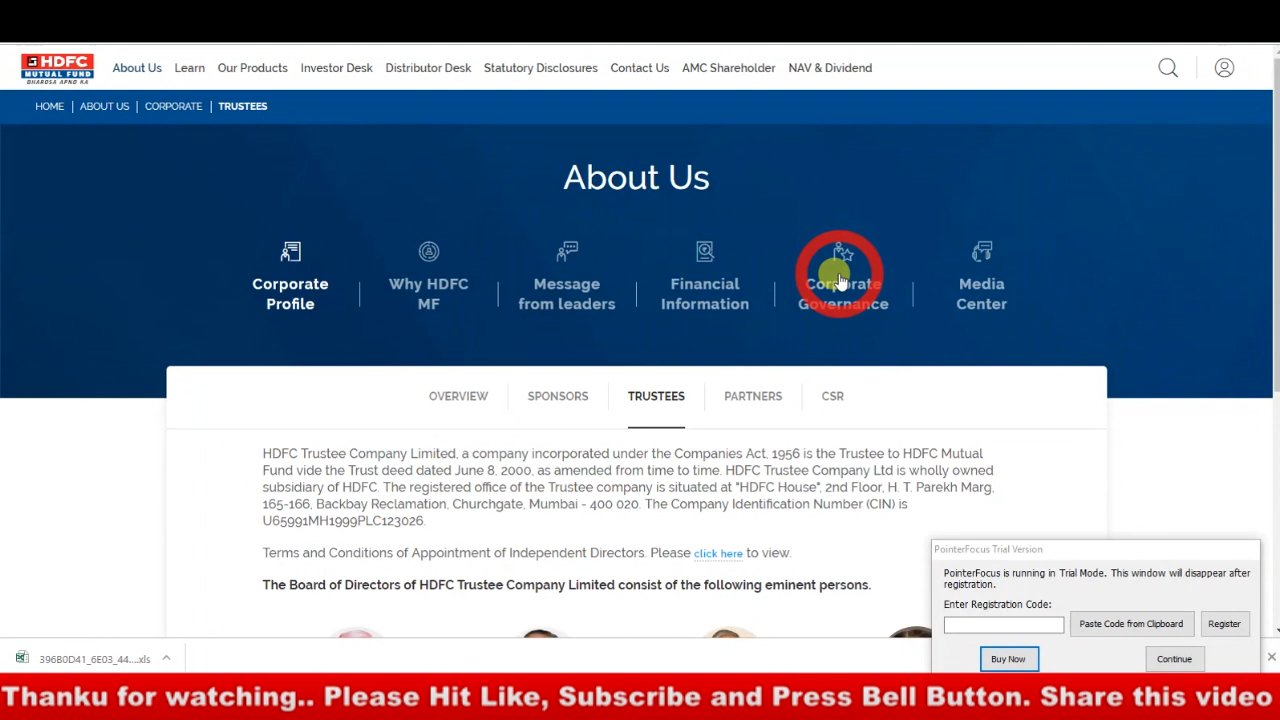 HDFC
MUTUAL FUND
BHAROSA APNO KA
About Us Learn Our Products Investor Desk Distributor Desk Statutory Disclosures Contact Us AMC Shareholder NAV & Dividend
HOME | ABOUT US | CORPORATE | TRUSTEES
About Us
Corporate Profile
Why HDFC MF
Message from leaders
Financial Information
Corporate Governance
Media Center
OVERVIEW SPONSORS TRUSTEES PARTNERS CSR
HDFC Trustee Company Limited, a company incorporated under the Companies Act, 1956 is the Trustee to HDFC Mutual
Fund vide the Trust deed dated June 8, 2000, as amended from time to time. HDFC Trustee Company Ltd is wholly owned
subsidiary of HDFC. The registered office of the Trustee company is situated at "HDFC House", 2nd Floor, H. T. Parekh Marg,
165-166, Backbay Reclamation, Churchgate, Mumbai - 400 020. The Company Identification Number (CIN) is
U65991MH1999PLC123026.
Terms and Conditions of Appointment of Independent Directors. Please click here to view.
The Board of Directors of HDFC Trustee Company Limited consist of the following eminent persons.
PointerFocus Trial Version
PointerFocus is running in Trial Mode. This window will disappear after
registration.
Enter Registration Code:
Paste Code from Clipboard Register
Buy Now Continue
396B0D41_6E03_44....xls
Thanku for watching.. Please Hit Like, Subscribe and Press Bell Button. Share this video